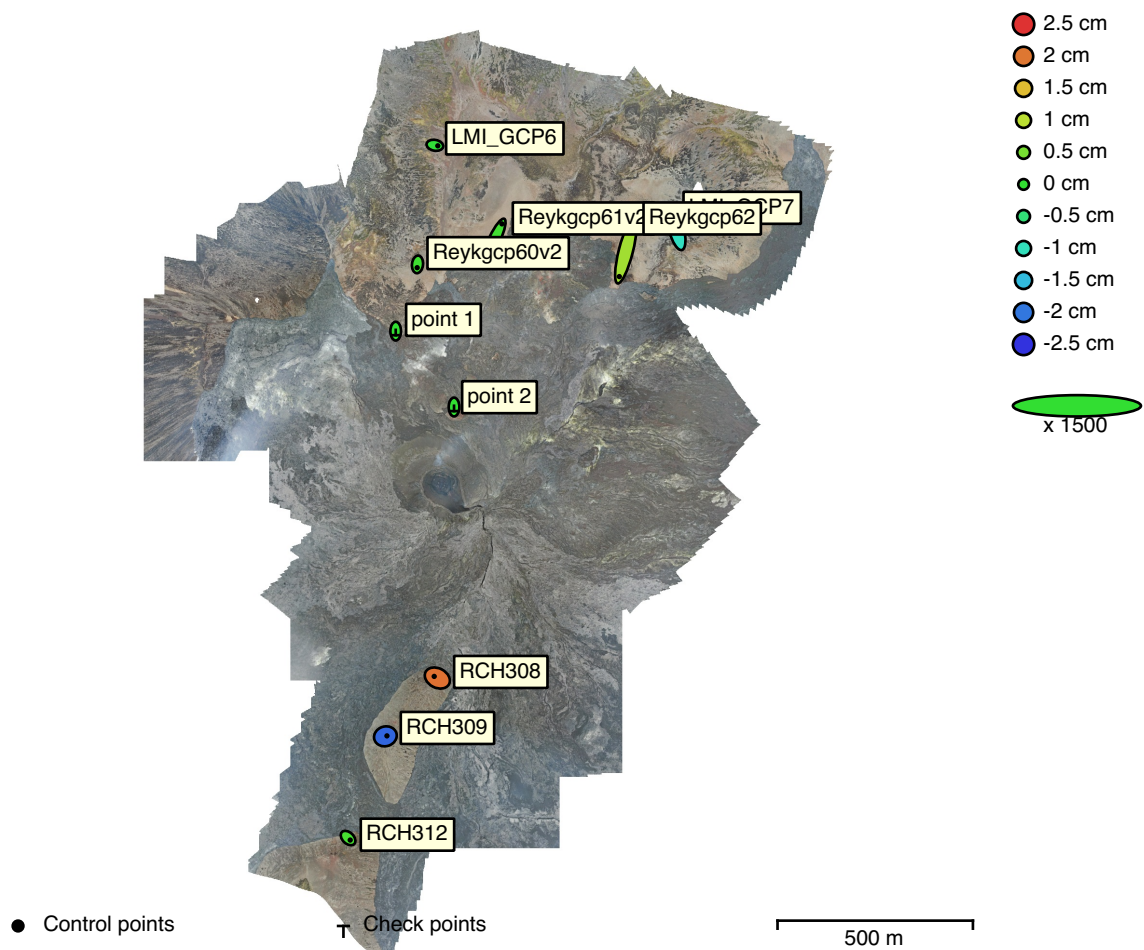 2.5 cm
2 cm
1.5 cm
1 cm
0.5 cm
0 cm
-0.5 cm
-1 cm
-1.5 cm
-2 cm
-2.5 cm
x 1500
LMI_GCP6
GCP7
Reykgcp61v2
Reykgcp62
Reykgcp60v2
point 1
point 2
RCH308
RCH309
RCH312
Control points
Check points
500 m